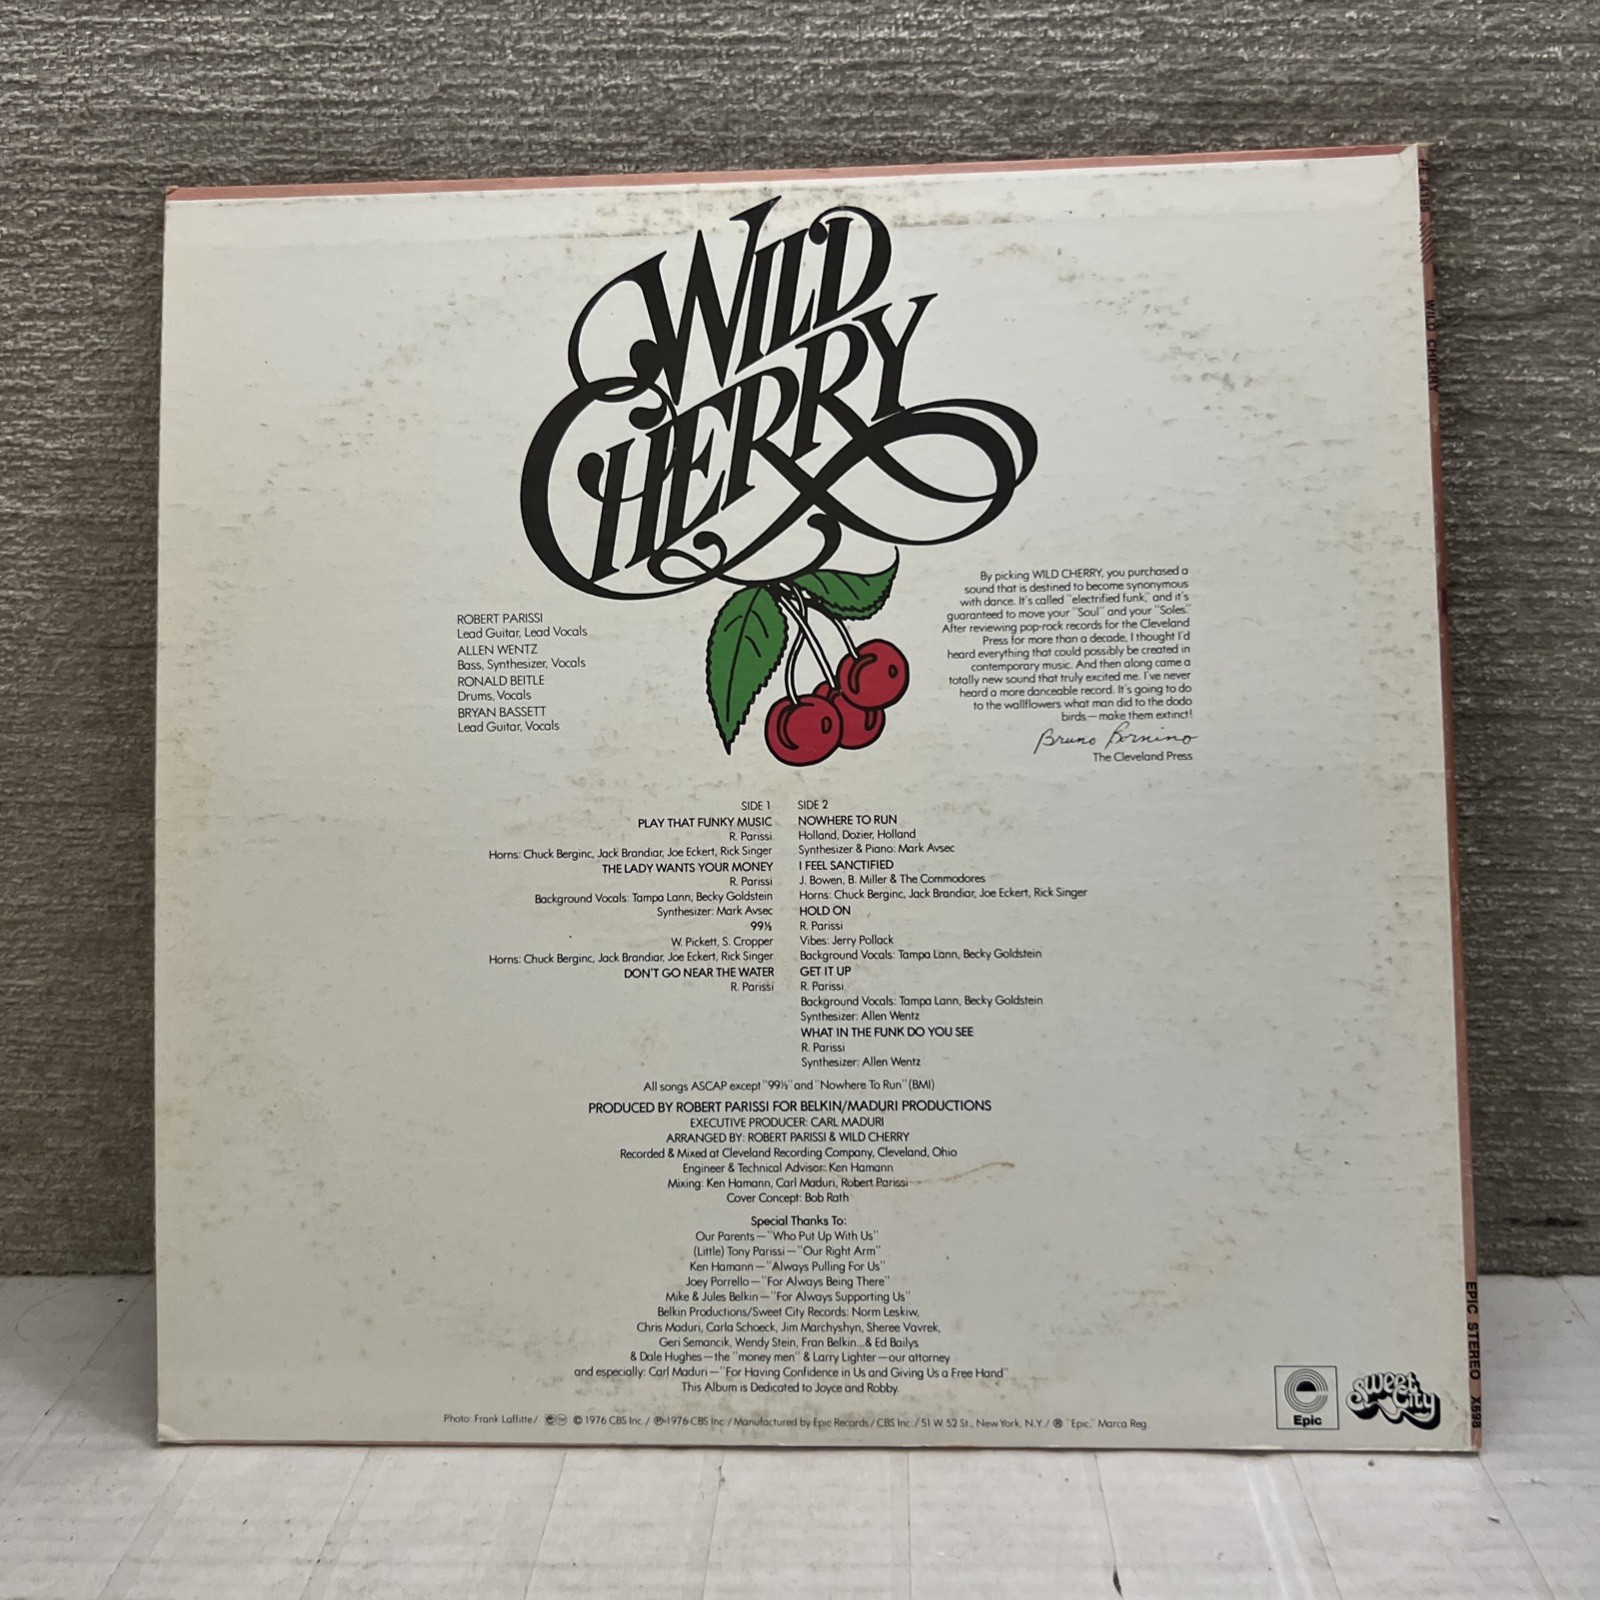 WILD
CHERRY
ROBERT PARISSI
Lead Guitar, Lead Vocals
ALLEN WENTZ
Bass, Synthesizer, Vocals
RONALD BEITLE
Drums, Vocals
BRYAN BASSETT
Lead Guitar, Vocals
By picking WILD CHERRY, you purchased a
sound that is destined to become synonymous
with dance. It's called "electrified funk," and it's
guaranteed to move your "Soul" and your "Soles."
After reviewing pop-rock records for the Cleveland
Press for more than a decade, I thought I'd
heard everything that could possibly be created in
contemporary music. And then along came a
totally new sound that truly excited me. I've never
heard a more danceable record. It's going to do
to the wallflowers what man did to the dodo
birds—make them extinct!
Bruno Bornino
The Cleveland Press
SIDE 1
PLAY THAT FUNKY MUSIC
R. Parissi
Horns: Chuck Berginc, Jack Brandiar, Joe Eckert, Rick Singer
THE LADY WANTS YOUR MONEY
R. Parissi
Background Vocals: Tampa Lann, Becky Goldstein
Synthesizer: Mark Avsec
99½
W. Pickett, S. Cropper
Horns: Chuck Berginc, Jack Brandiar, Joe Eckert, Rick Singer
DON'T GO NEAR THE WATER
R. Parissi
SIDE 2
NOWHERE TO RUN
Holland, Dozier, Holland
Synthesizer & Piano: Mark Avsec
I FEEL SANCTIFIED
J. Bowen, B. Miller & The Commodores
Horns: Chuck Berginc, Jack Brandiar, Joe Eckert, Rick Singer
HOLD ON
R. Parissi
Vibes: Jerry Pollack
Background Vocals: Tampa Lann, Becky Goldstein
GET IT UP
R. Parissi
Background Vocals: Tampa Lann, Becky Goldstein
Synthesizer: Allen Wentz
WHAT IN THE FUNK DO YOU SEE
R. Parissi
Synthesizer: Allen Wentz
All songs ASCAP except "99½" and "Nowhere To Run" (BMI)
PRODUCED BY ROBERT PARISSI FOR BELKIN/MADURI PRODUCTIONS
EXECUTIVE PRODUCER: CARL MADURI
ARRANGED BY: ROBERT PARISSI & WILD CHERRY
Recorded & Mixed at Cleveland Recording Company, Cleveland, Ohio
Engineer & Technical Advisor: Ken Hamann
Mixing: Ken Hamann, Carl Maduri, Robert Parissi
Cover Concept: Bob Rath
Special Thanks To:
Our Parents—"Who Put Up With Us"
(Little) Tony Parissi—"Our Right Arm"
Ken Hamann—"Always Pulling For Us"
Joey Porrello—"For Always Being There"
Mike & Jules Belkin—"For Always Supporting Us"
Belkin Productions/Sweet City Records: Norm Leskiw,
Chris Maduri, Carla Schoeck, Jim Marchyshyn, Sheree Vavrek,
Geri Semancik, Wendy Stein, Fran Belkin...& Ed Bailys
& Dale Hughes—the "money men" & Larry Lighter—our attorney
and especially: Carl Maduri—"For Having Confidence in Us and Giving Us a Free Hand"
This Album is Dedicated to Joyce and Robby.
Photo: Frank Laffitte/ © 1976 CBS Inc./ ℗ 1976 CBS Inc./ Manufactured by Epic Records/ CBS Inc./ 51 W. 52 St., New York, N.Y./ ® "Epic," Marca Reg.
Epic
Sweet
City
WILD CHERRY
EPIC STEREO X698